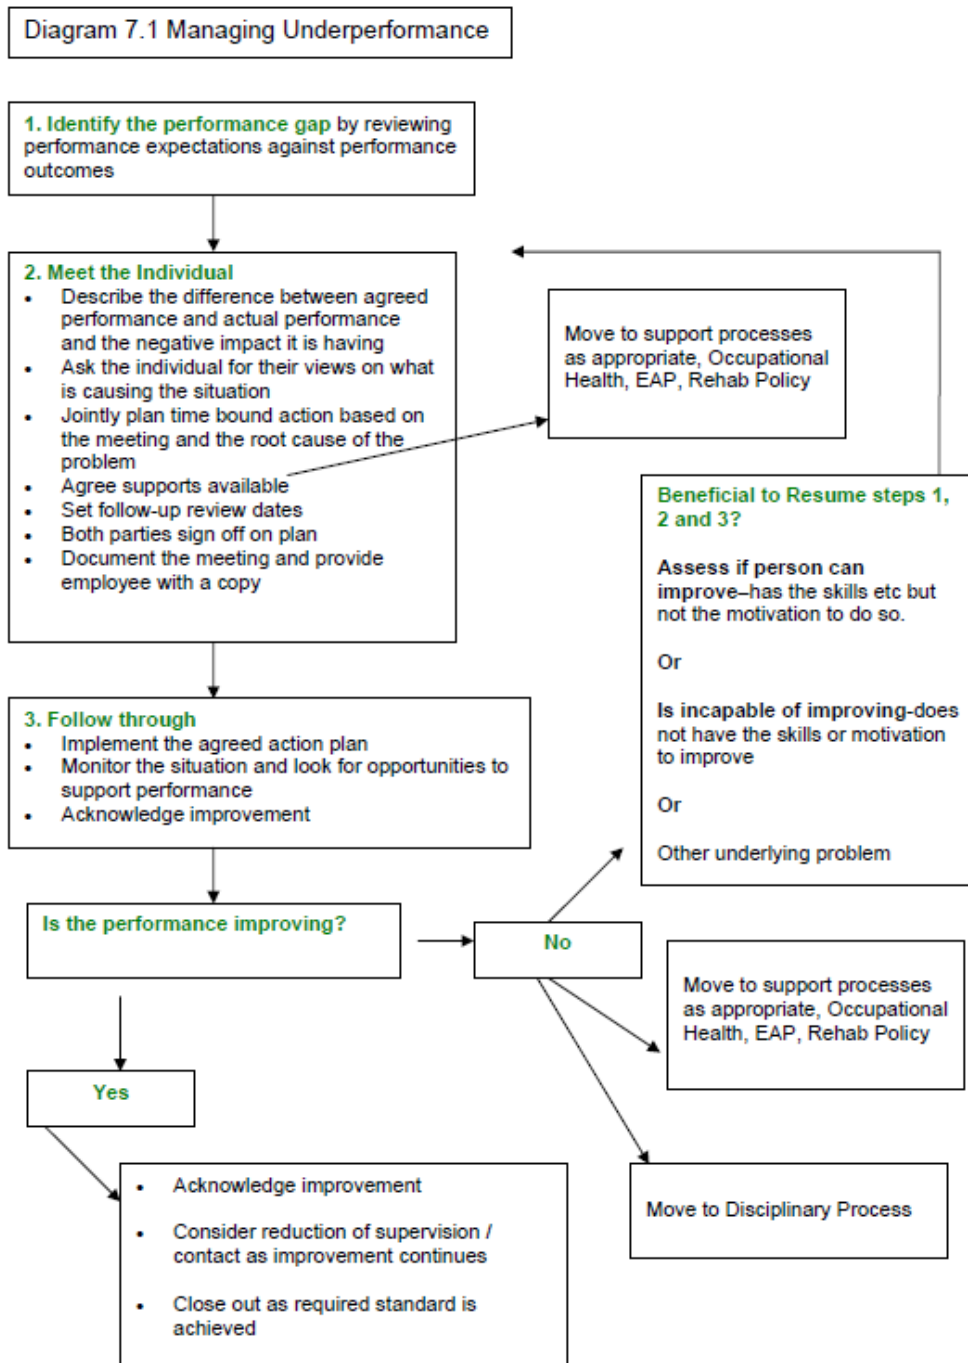 Diagram 7.1 Managing Underperformance
1. Identify the performance gap by reviewing
performance expectations against performance
outcomes
2. Meet the Individual
• Describe the difference between agreed
performance and actual performance
and the negative impact it is having
• Ask the individual for their views on what
is causing the situation
• Jointly plan time bound action based on
the meeting and the root cause of the
problem
• Agree supports available
• Set follow-up review dates
• Both parties sign off on plan
• Document the meeting and provide
employee with a copy
Move to support processes
as appropriate, Occupational
Health, EAP, Rehab Policy
Beneficial to Resume steps 1,
2 and 3?
Assess if person can
improve–has the skills etc but
not the motivation to do so.
Or
Is incapable of improving-does
not have the skills or motivation
to improve
Or
Other underlying problem
3. Follow through
• Implement the agreed action plan
• Monitor the situation and look for opportunities to
support performance
• Acknowledge improvement
Is the performance improving?
No
Move to support processes
as appropriate, Occupational
Health, EAP, Rehab Policy
Yes
Move to Disciplinary Process
• Acknowledge improvement
• Consider reduction of supervision /
contact as improvement continues
• Close out as required standard is
achieved